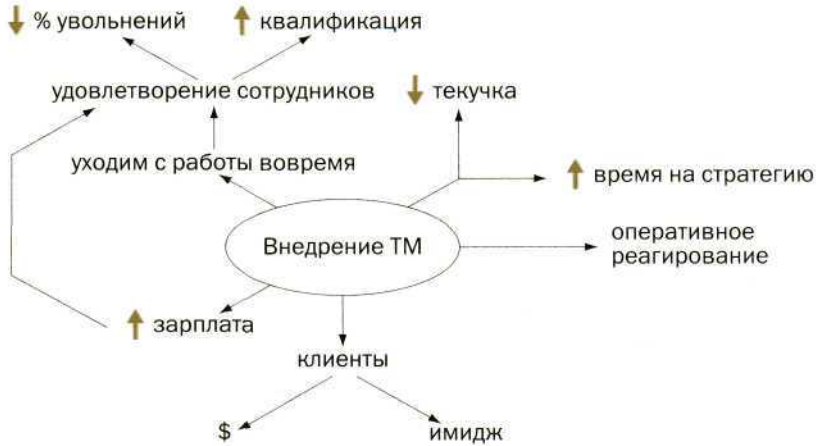 % увольнений
квалификация
удовлетворение сотрудников
текучка
уходим с работы вовремя
время на стратегию
Внедрение ТМ
оперативное
реагирование
зарплата
клиенты
$
имидж